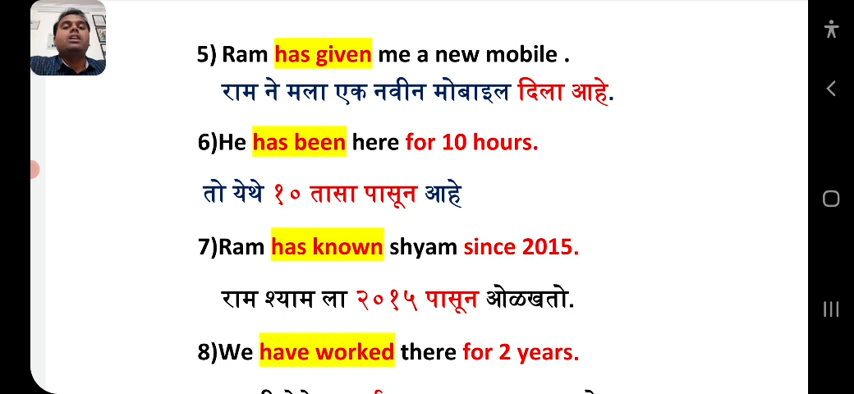 5) Ram has given me a new mobile .
राम ने मला एक नवीन मोबाइल दिला आहे.
6)He has been here for 10 hours.
तो येथे १० तासा पासून आहे
7)Ram has known shyam since 2015.
राम श्याम ला २०१५ पासून ओळखतो.
8)We have worked there for 2 years.